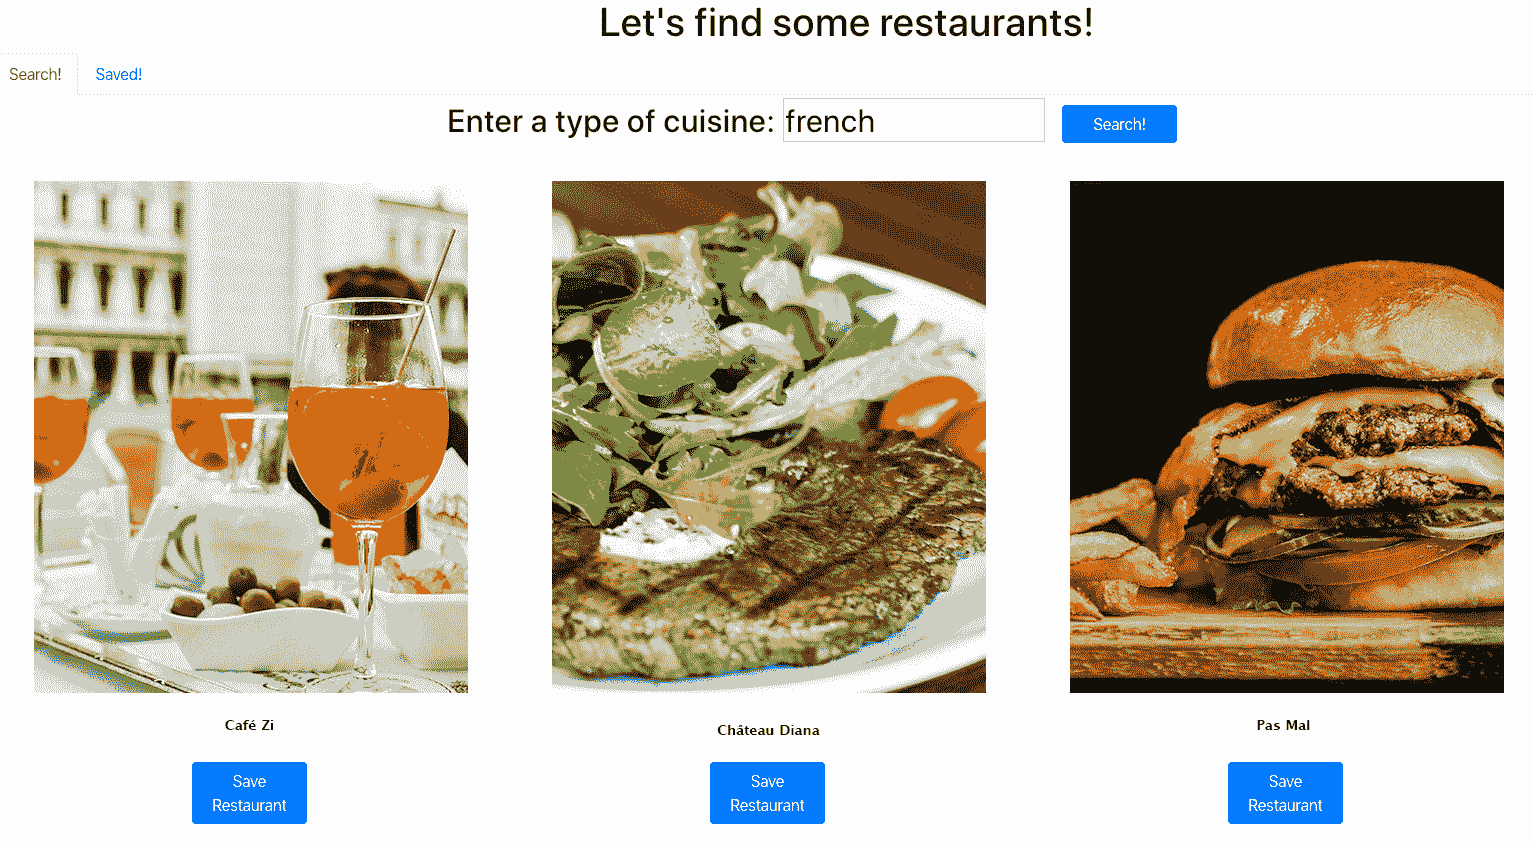 Let's find some restaurants!
Search! Saved!
Enter a type of cuisine: french Search!
Café Zi
Château Diana
Pas Mal
Save
Restaurant
Save
Restaurant
Save
Restaurant